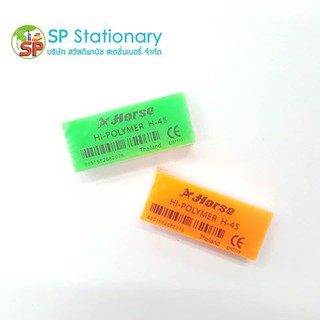 SP Stationary
SP
บริษัท สวัสดีพานิช สเตชั่นเนอรี่ จำกัด
Horse
HI-POLYMER H-45
Thailand
CE
Horse
HI-POLYMER H-45
Thailand
CE